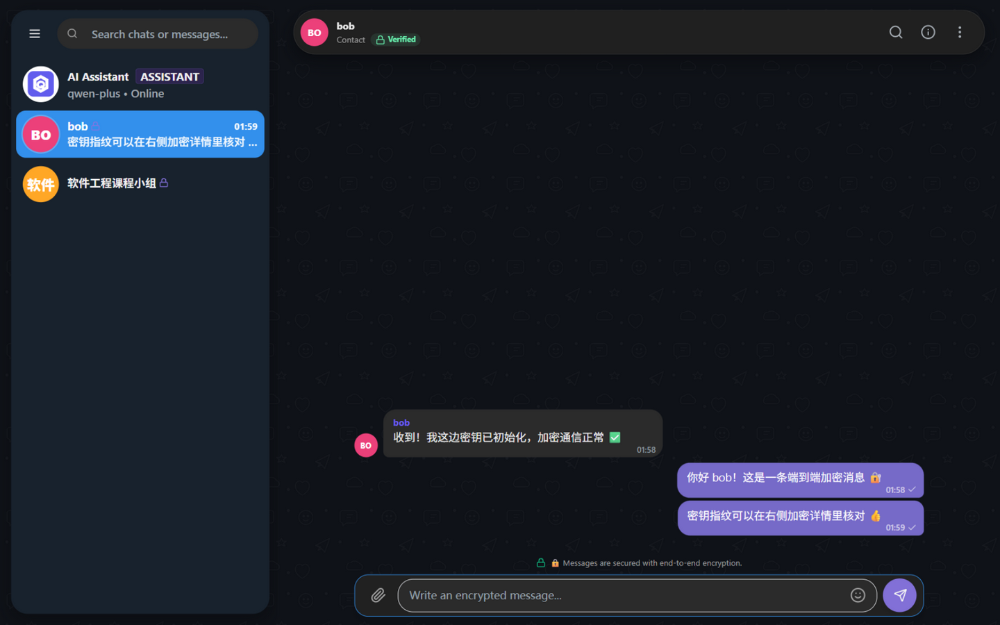 Search chats or messages...
AI Assistant ASSISTANT
qwen-plus • Online
BO
bob 01:59
密钥指纹可以在右侧加密详情里核对 ...
软件
软件工程课程小组
BO
bob
Contact Verified
bob
收到！我这边密钥已初始化，加密通信正常 ✅
01:58
BO
你好 bob！这是一条端到端加密消息 🔐
01:58
密钥指纹可以在右侧加密详情里核对 👍
01:59
🔒 Messages are secured with end-to-end encryption.
Write an encrypted message...